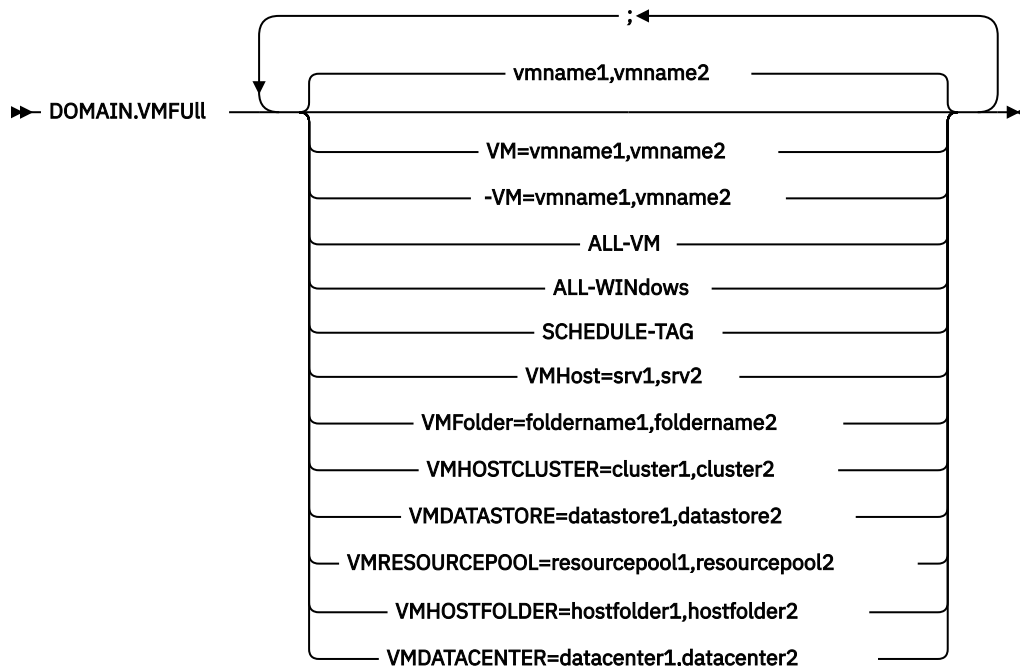 ;
vmname1,vmname2
DOMAIN.VMFUll
VM=vmname1,vmname2
-VM=vmname1,vmname2
ALL-VM
ALL-WINdows
SCHEDULE-TAG
VMHost=srv1,srv2
VMFolder=foldername1,foldername2
VMHOSTCLUSTER=cluster1,cluster2
VMDATASTORE=datastore1,datastore2
VMRESOURCEPOOL=resourcepool1,resourcepool2
VMHOSTFOLDER=hostfolder1,hostfolder2
VMDATACENTER=datacenter1,datacenter2